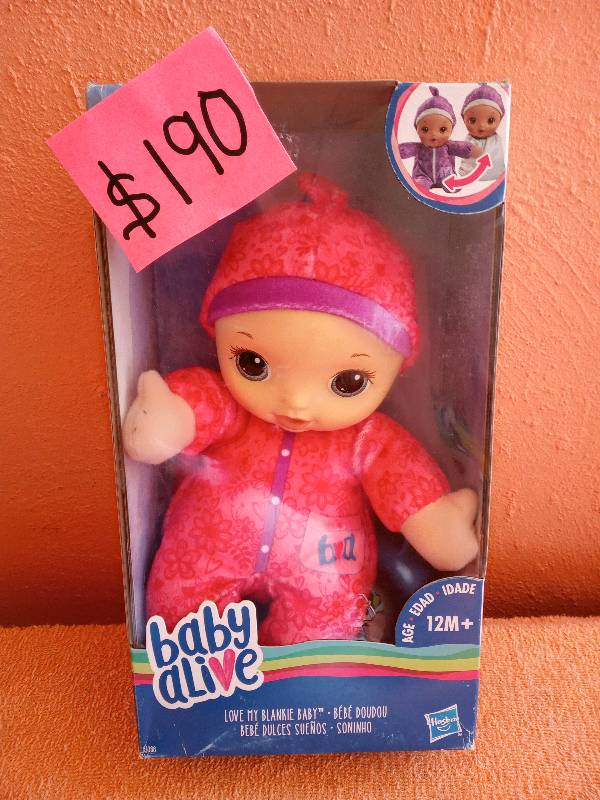 $190
b a
AGE • EDAD • IDADE
12M+
baby
aLive
LOVE MY BLANKIE BABY™ • BÉBÉ DOUDOU
BEBÉ DULCES SUEÑOS • SONINHO
Hasbro